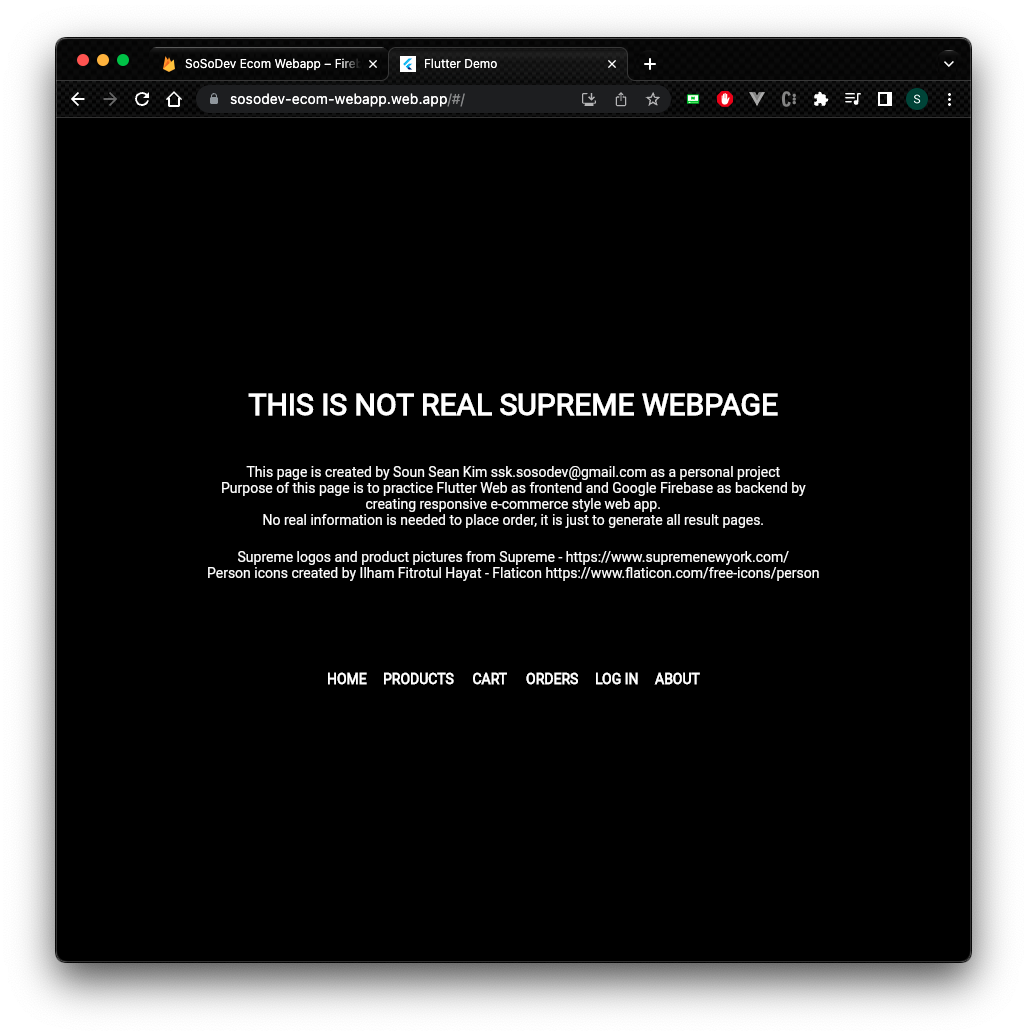 SoSoDev Ecom Webapp – Fireb
Flutter Demo
sosodev-ecom-webapp.web.app/#/
S
THIS IS NOT REAL SUPREME WEBPAGE
This page is created by Soun Sean Kim ssk.sosodev@gmail.com as a personal project
Purpose of this page is to practice Flutter Web as frontend and Google Firebase as backend by
creating responsive e-commerce style web app.
No real information is needed to place order, it is just to generate all result pages.
Supreme logos and product pictures from Supreme - https://www.supremenewyork.com/
Person icons created by Ilham Fitrotul Hayat - Flaticon https://www.flaticon.com/free-icons/person
HOME PRODUCTS CART ORDERS LOG IN ABOUT